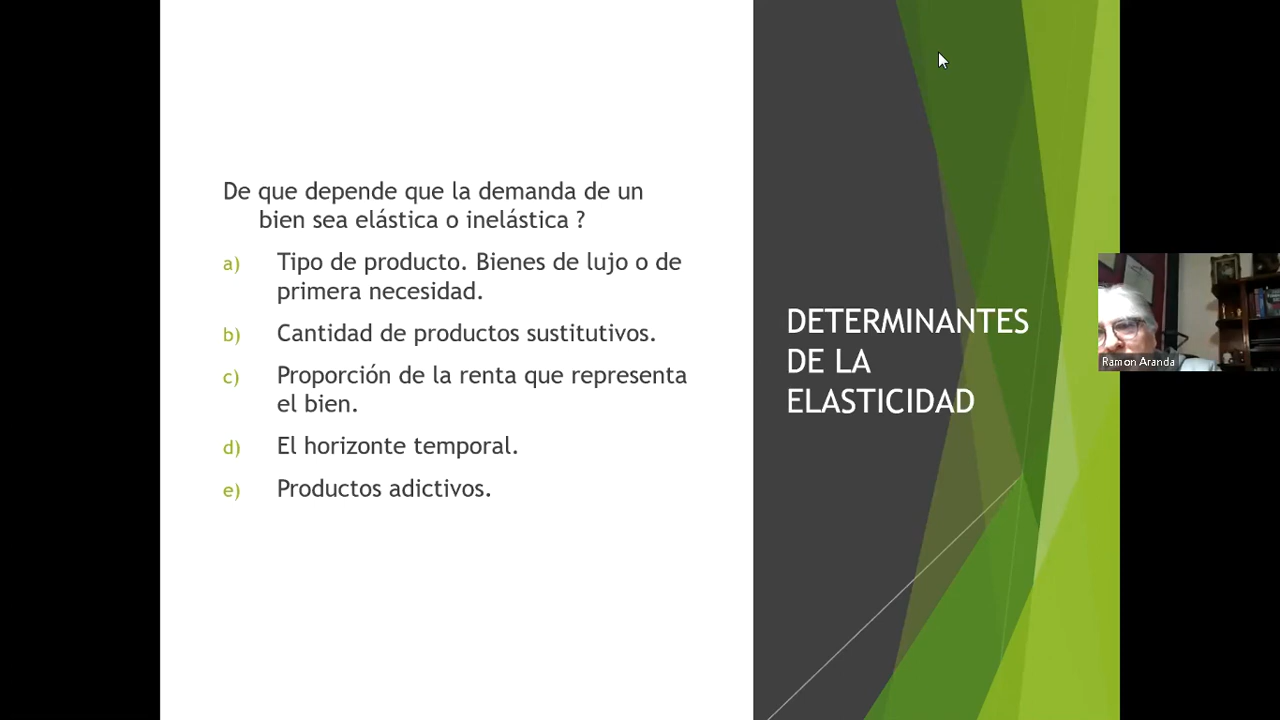 De que depende que la demanda de un
bien sea elástica o inelástica ?
a) Tipo de producto. Bienes de lujo o de
primera necesidad.
b) Cantidad de productos sustitutivos.
c) Proporción de la renta que representa
el bien.
d) El horizonte temporal.
e) Productos adictivos.
DETERMINANTES
DE LA
ELASTICIDAD
Ramon Aranda